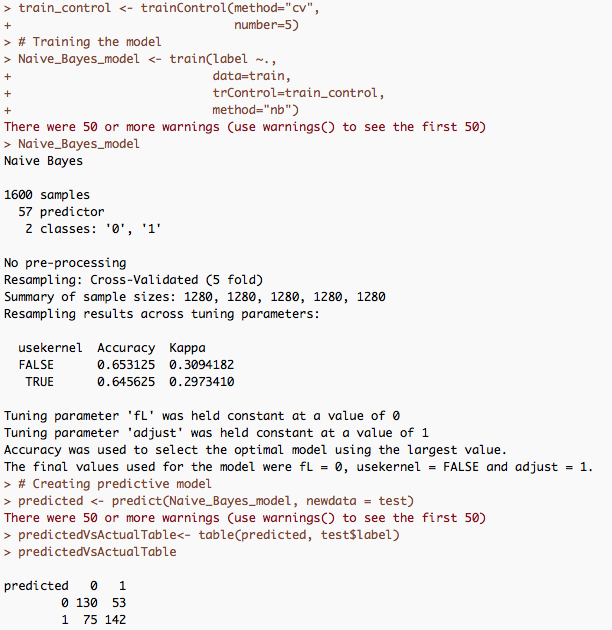 > train_control <- trainControl(method="cv",
+                               number=5)
> # Training the model
> Naive_Bayes_model <- train(label ~.,
+                            data=train,
+                            trControl=train_control,
+                            method="nb")
There were 50 or more warnings (use warnings() to see the first 50)
> Naive_Bayes_model
Naive Bayes

1600 samples
  57 predictor
   2 classes: '0', '1'

No pre-processing
Resampling: Cross-Validated (5 fold)
Summary of sample sizes: 1280, 1280, 1280, 1280, 1280
Resampling results across tuning parameters:

  usekernel  Accuracy  Kappa
  FALSE      0.653125  0.3094182
   TRUE      0.645625  0.2973410

Tuning parameter 'fL' was held constant at a value of 0
Tuning parameter 'adjust' was held constant at a value of 1
Accuracy was used to select the optimal model using the largest value.
The final values used for the model were fL = 0, usekernel = FALSE and adjust = 1.
> # Creating predictive model
> predicted <- predict(Naive_Bayes_model, newdata = test)
There were 50 or more warnings (use warnings() to see the first 50)
> predictedVsActualTable<- table(predicted, test$label)
> predictedVsActualTable

predicted   0   1
        0 130  53
        1  75 142